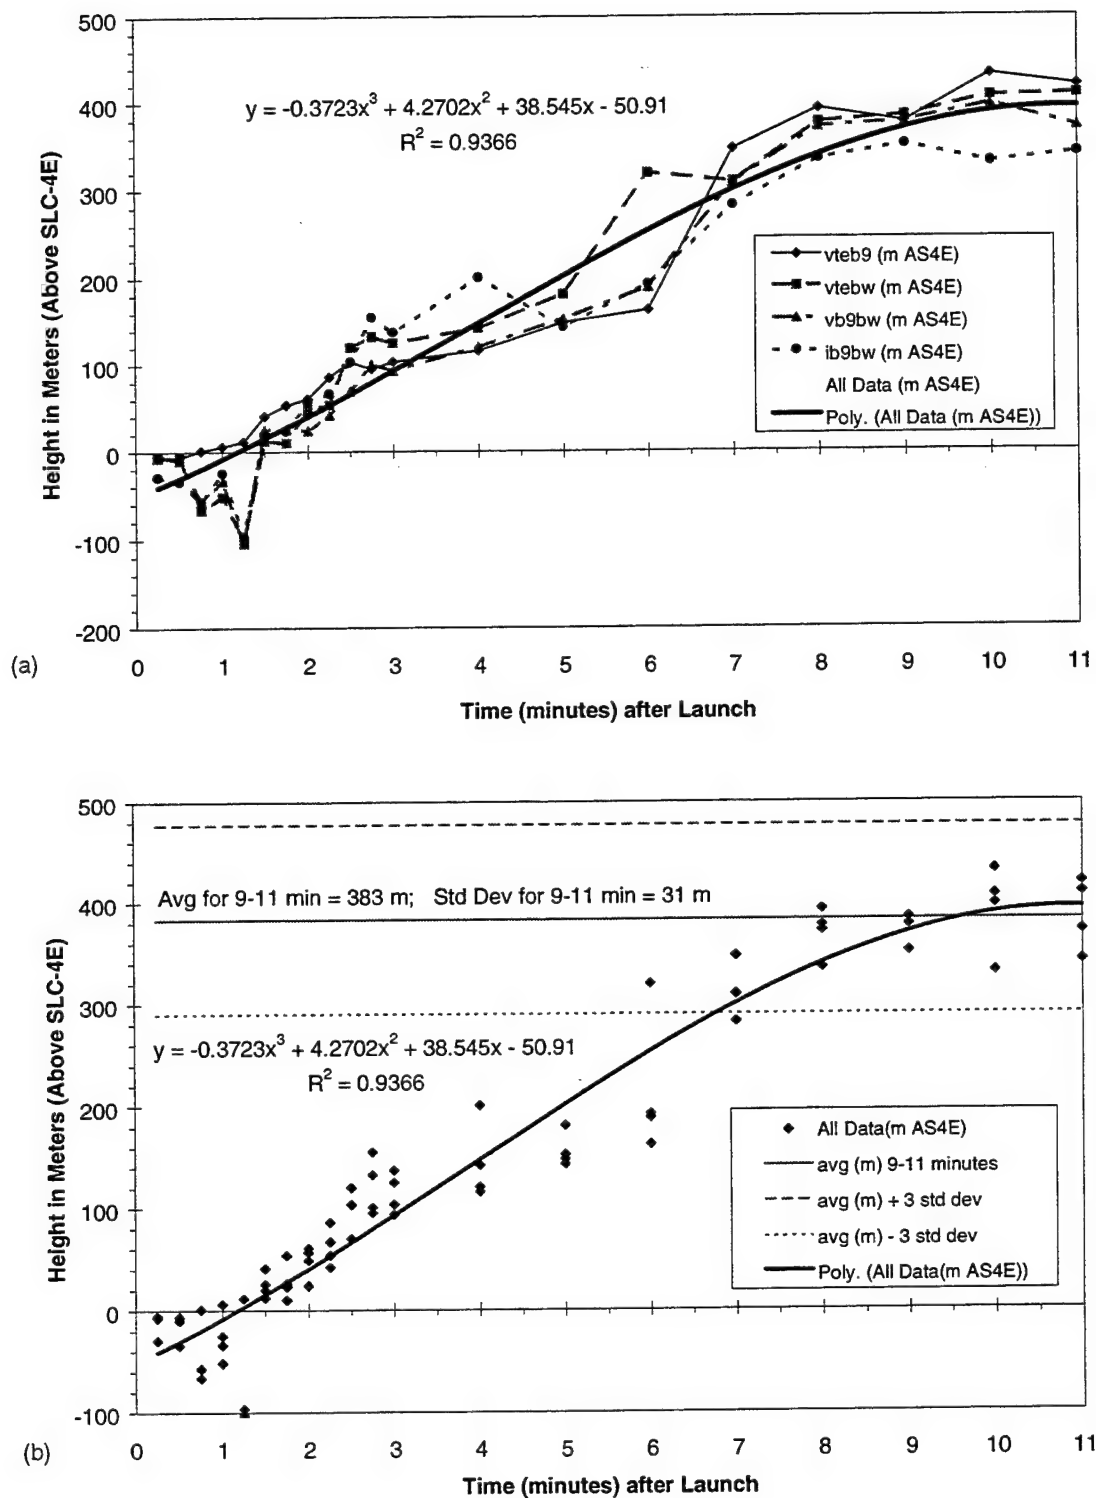 500
400
300
200
100
0
-100
-200
Height in Meters (Above SLC-4E)
y = -0.3723x³ + 4.2702x² + 38.545x - 50.91
R² = 0.9366
vteb9 (m AS4E)
vtebw (m AS4E)
vb9bw (m AS4E)
ib9bw (m AS4E)
All Data (m AS4E)
Poly. (All Data (m AS4E))
(a)
0 1 2 3 4 5 6 7 8 9 10 11
Time (minutes) after Launch
500
400
300
200
100
0
-100
Height in Meters (Above SLC-4E)
Avg for 9-11 min = 383 m; Std Dev for 9-11 min = 31 m
y = -0.3723x³ + 4.2702x² + 38.545x - 50.91
R² = 0.9366
All Data(m AS4E)
avg (m) 9-11 minutes
avg (m) + 3 std dev
avg (m) - 3 std dev
Poly. (All Data(m AS4E))
(b)
0 1 2 3 4 5 6 7 8 9 10 11
Time (minutes) after Launch